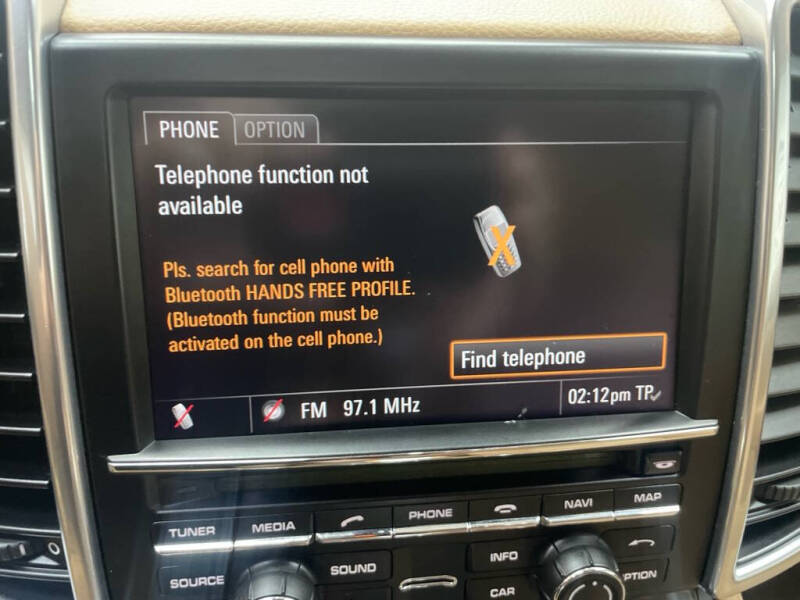 PHONE OPTION
Telephone function not
available
Pls. search for cell phone with
Bluetooth HANDS FREE PROFILE.
(Bluetooth function must be
activated on the cell phone.)
Find telephone
FM 97.1 MHz 02:12pm TP
TUNER MEDIA PHONE NAVI MAP
SOURCE SOUND INFO
CAR PTION